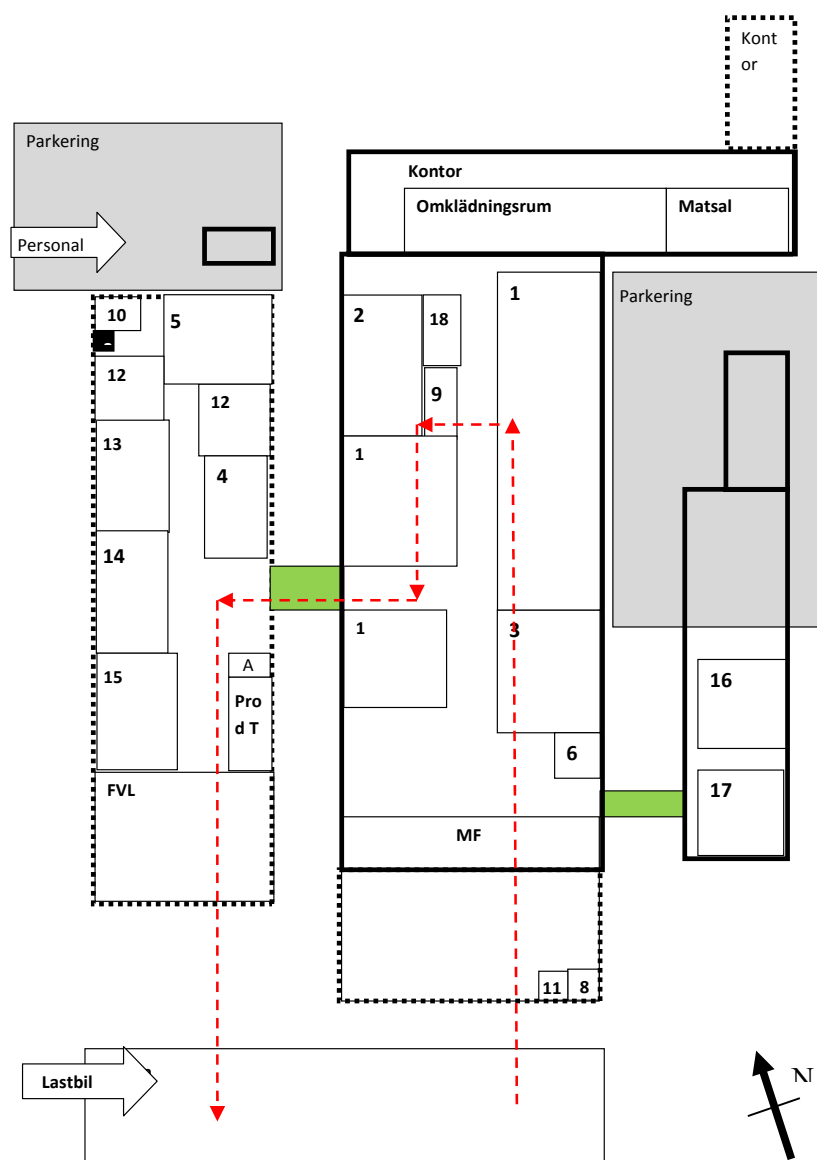 Kont
or
Parkering
Kontor
Omklädningsrum
Matsal
Personal
Parkering
10
5
2
18
1
12
12
9
13
4
1
14
1
3
15
A
Pro
d T
16
6
17
FVL
MF
11
8
Lastbil
N